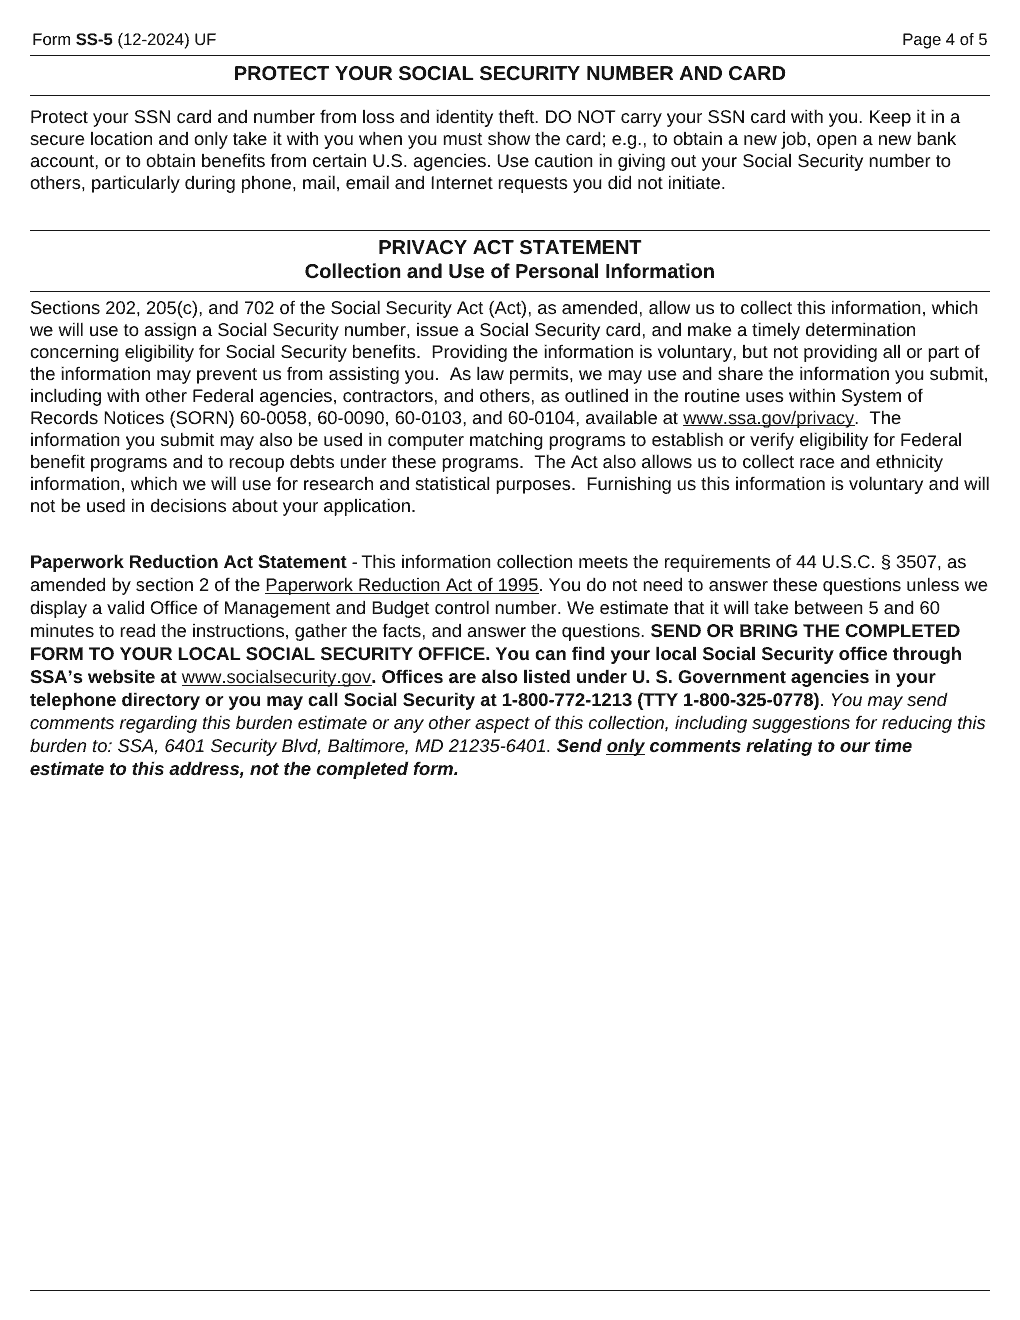 Form SS-5 (12-2024) UF
Page 4 of 5
PROTECT YOUR SOCIAL SECURITY NUMBER AND CARD
Protect your SSN card and number from loss and identity theft. DO NOT carry your SSN card with you. Keep it in a
secure location and only take it with you when you must show the card; e.g., to obtain a new job, open a new bank
account, or to obtain benefits from certain U.S. agencies. Use caution in giving out your Social Security number to
others, particularly during phone, mail, email and Internet requests you did not initiate.
PRIVACY ACT STATEMENT
Collection and Use of Personal Information
Sections 202, 205(c), and 702 of the Social Security Act (Act), as amended, allow us to collect this information, which
we will use to assign a Social Security number, issue a Social Security card, and make a timely determination
concerning eligibility for Social Security benefits.  Providing the information is voluntary, but not providing all or part of
the information may prevent us from assisting you.  As law permits, we may use and share the information you submit,
including with other Federal agencies, contractors, and others, as outlined in the routine uses within System of
Records Notices (SORN) 60-0058, 60-0090, 60-0103, and 60-0104, available at www.ssa.gov/privacy.  The
information you submit may also be used in computer matching programs to establish or verify eligibility for Federal
benefit programs and to recoup debts under these programs.  The Act also allows us to collect race and ethnicity
information, which we will use for research and statistical purposes.  Furnishing us this information is voluntary and will
not be used in decisions about your application.
Paperwork Reduction Act Statement - This information collection meets the requirements of 44 U.S.C. § 3507, as
amended by section 2 of the Paperwork Reduction Act of 1995. You do not need to answer these questions unless we
display a valid Office of Management and Budget control number. We estimate that it will take between 5 and 60
minutes to read the instructions, gather the facts, and answer the questions. SEND OR BRING THE COMPLETED
FORM TO YOUR LOCAL SOCIAL SECURITY OFFICE. You can find your local Social Security office through
SSA’s website at www.socialsecurity.gov. Offices are also listed under U. S. Government agencies in your
telephone directory or you may call Social Security at 1-800-772-1213 (TTY 1-800-325-0778). You may send
comments regarding this burden estimate or any other aspect of this collection, including suggestions for reducing this
burden to: SSA, 6401 Security Blvd, Baltimore, MD 21235-6401. Send only comments relating to our time
estimate to this address, not the completed form.